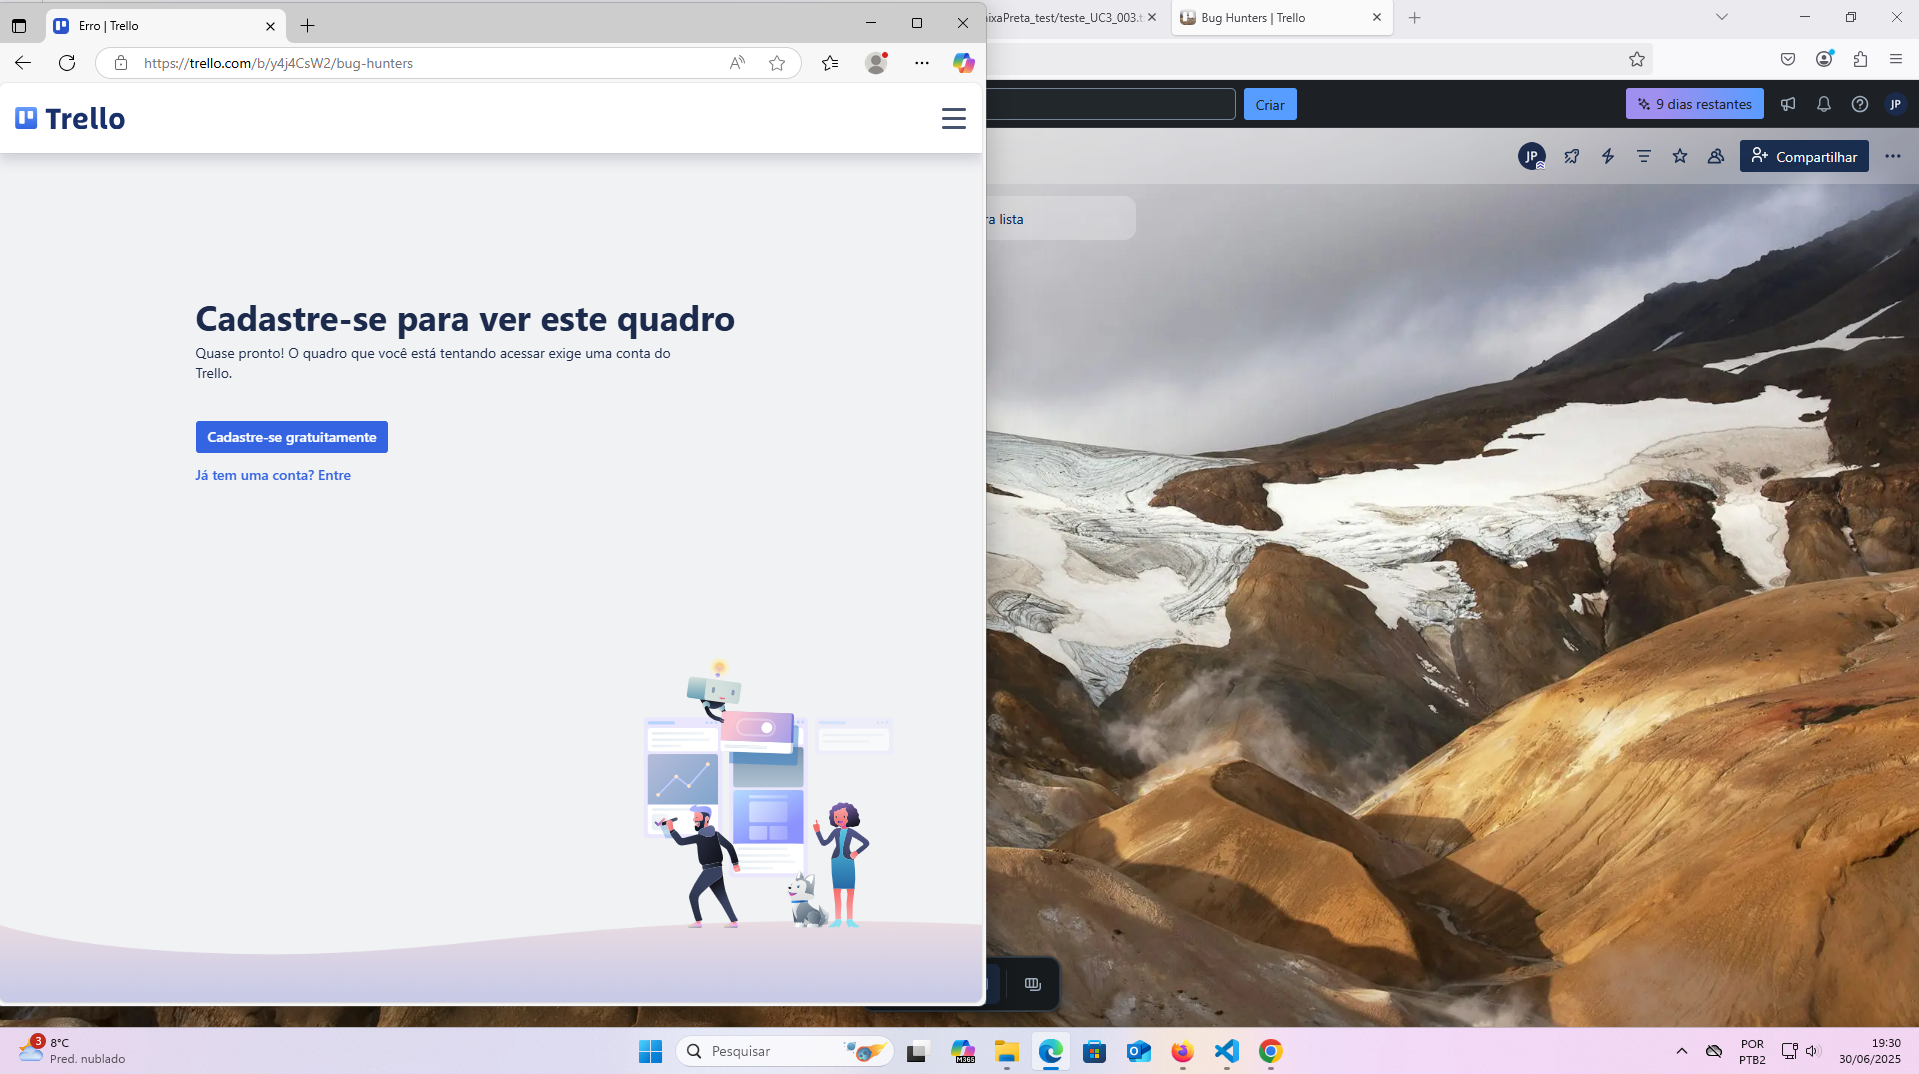 Erro | Trello
https://trello.com/b/y4j4CsW2/bug-hunters
Trello
Cadastre-se para ver este quadro
Quase pronto! O quadro que você está tentando acessar exige uma conta do
Trello.
Cadastre-se gratuitamente
Já tem uma conta? Entre
ixaPreta_test/teste_UC3_003.t
Bug Hunters | Trello
Criar
9 dias restantes
JP
JP
Compartilhar
ra lista
3
8°C
Pred. nublado
Pesquisar
M365
POR
PTB2
19:30
30/06/2025